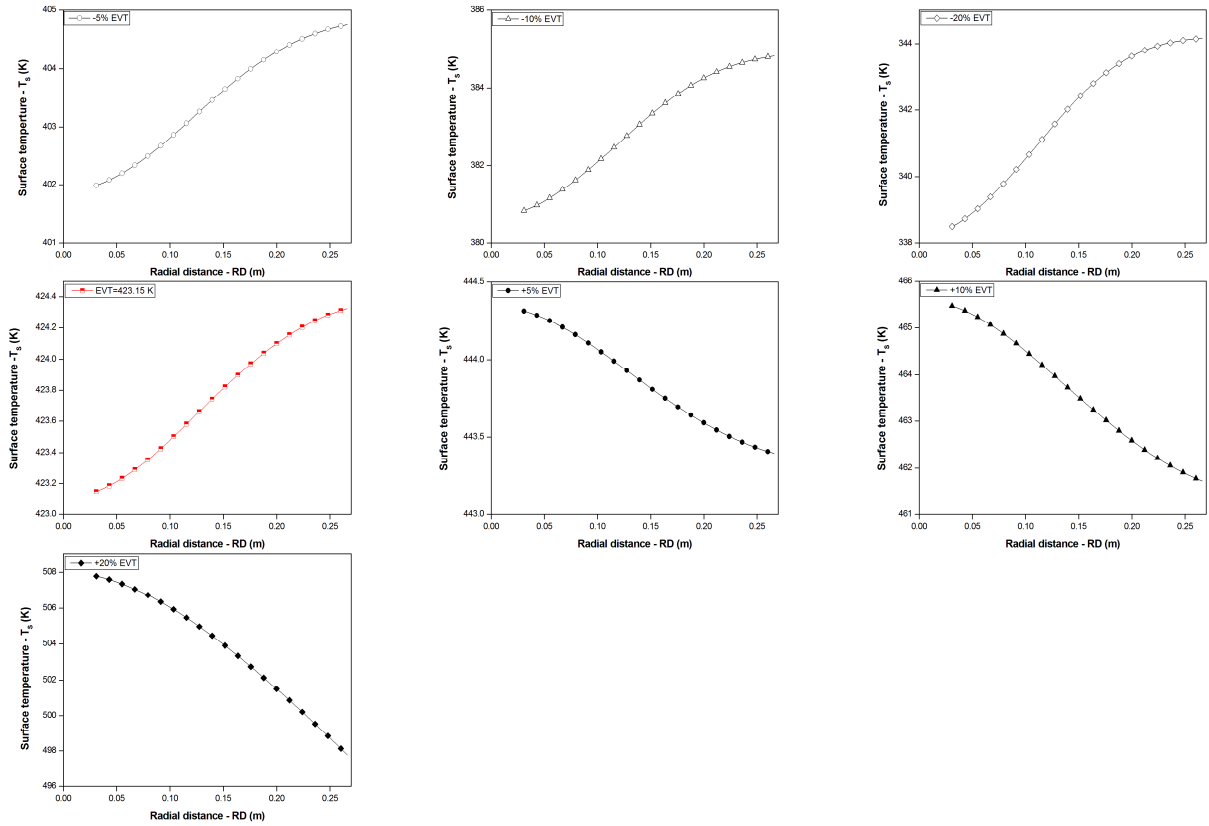 405
404
403
402
401
Surface temperture - T_s (K)
-5% EVT
0.00 0.05 0.10 0.15 0.20 0.25
Radial distance - RD (m)
386
384
382
380
Surface temperature - T_s (K)
-10% EVT
0.00 0.05 0.10 0.15 0.20 0.25
Radial distance - RD (m)
344
342
340
338
Surface temperature - T_s (K)
-20% EVT
0.00 0.05 0.10 0.15 0.20 0.25
Radial distance - RD (m)
424.4
424.2
424.0
423.8
423.6
423.4
423.2
423.0
Surface temperature -T_s (K)
EVT=423.15 K
0.00 0.05 0.10 0.15 0.20 0.25
Radial distance - RD (m)
444.5
444.0
443.5
443.0
Surface temperature - T_s (K)
+5% EVT
0.00 0.05 0.10 0.15 0.20 0.25
Radial distance - RD (m)
466
465
464
463
462
461
Surface temperature - T_s (K)
+10% EVT
0.00 0.05 0.10 0.15 0.20 0.25
Radial distance - RD (m)
508
506
504
502
500
498
496
Surface temperature - T_s (K)
+20% EVT
0.00 0.05 0.10 0.15 0.20 0.25
Radial distance - RD (m)